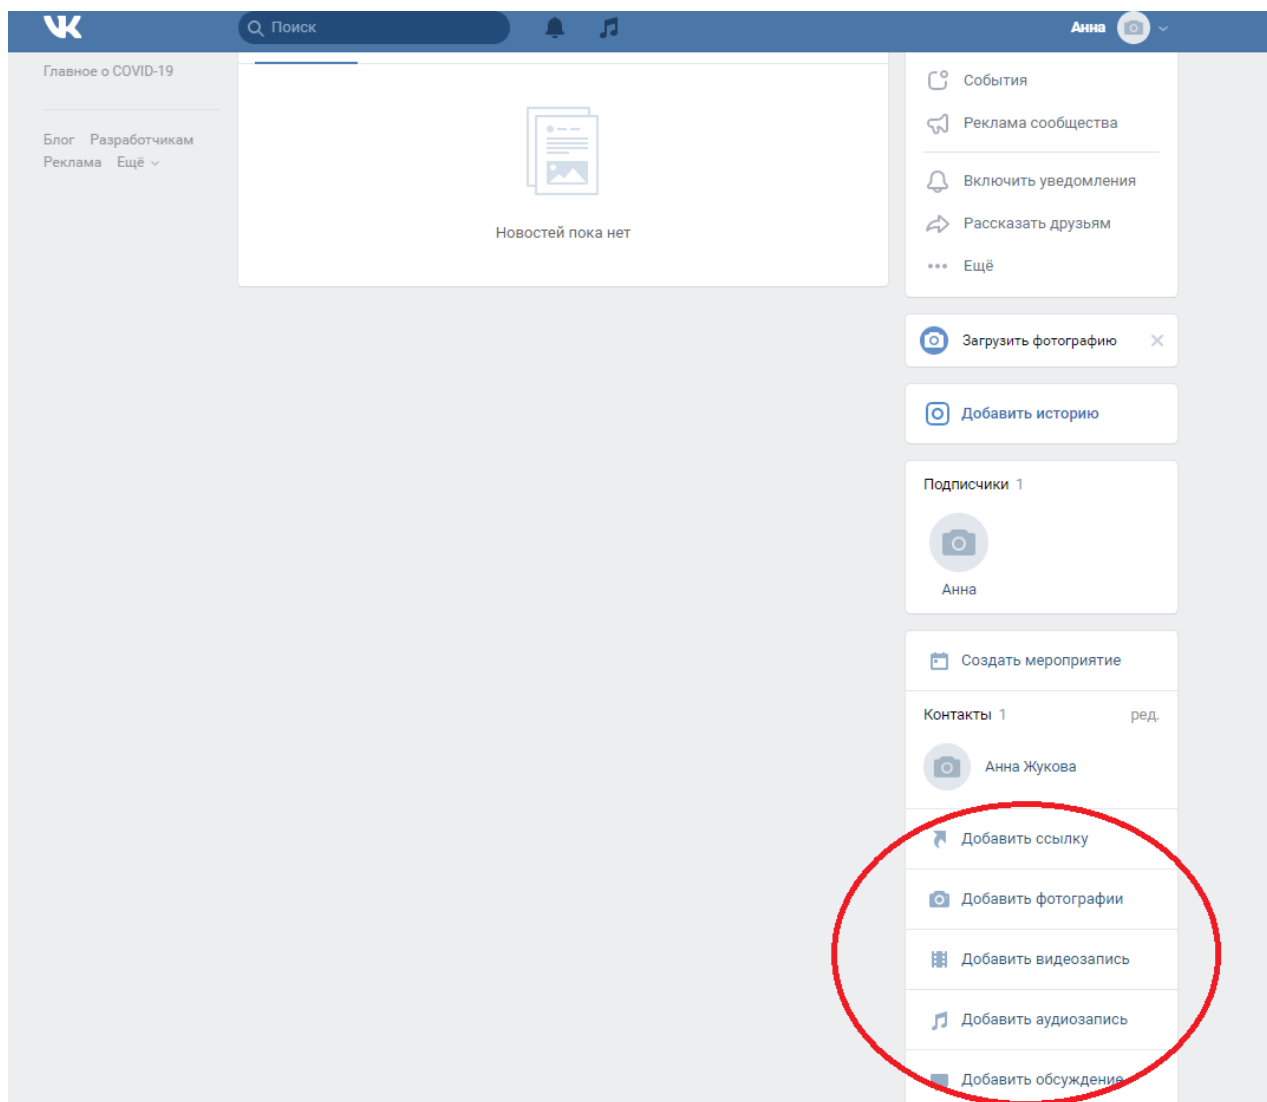 VK
Поиск
Анна
Главное о COVID-19
Блог Разработчикам
Реклама Ещё
Новостей пока нет
События
Реклама сообщества
Включить уведомления
Рассказать друзьям
Ещё
Загрузить фотографию
Добавить историю
Подписчики 1
Анна
Создать мероприятие
Контакты 1 ред.
Анна Жукова
Добавить ссылку
Добавить фотографии
Добавить видеозапись
Добавить аудиозапись
Добавить обсуждение